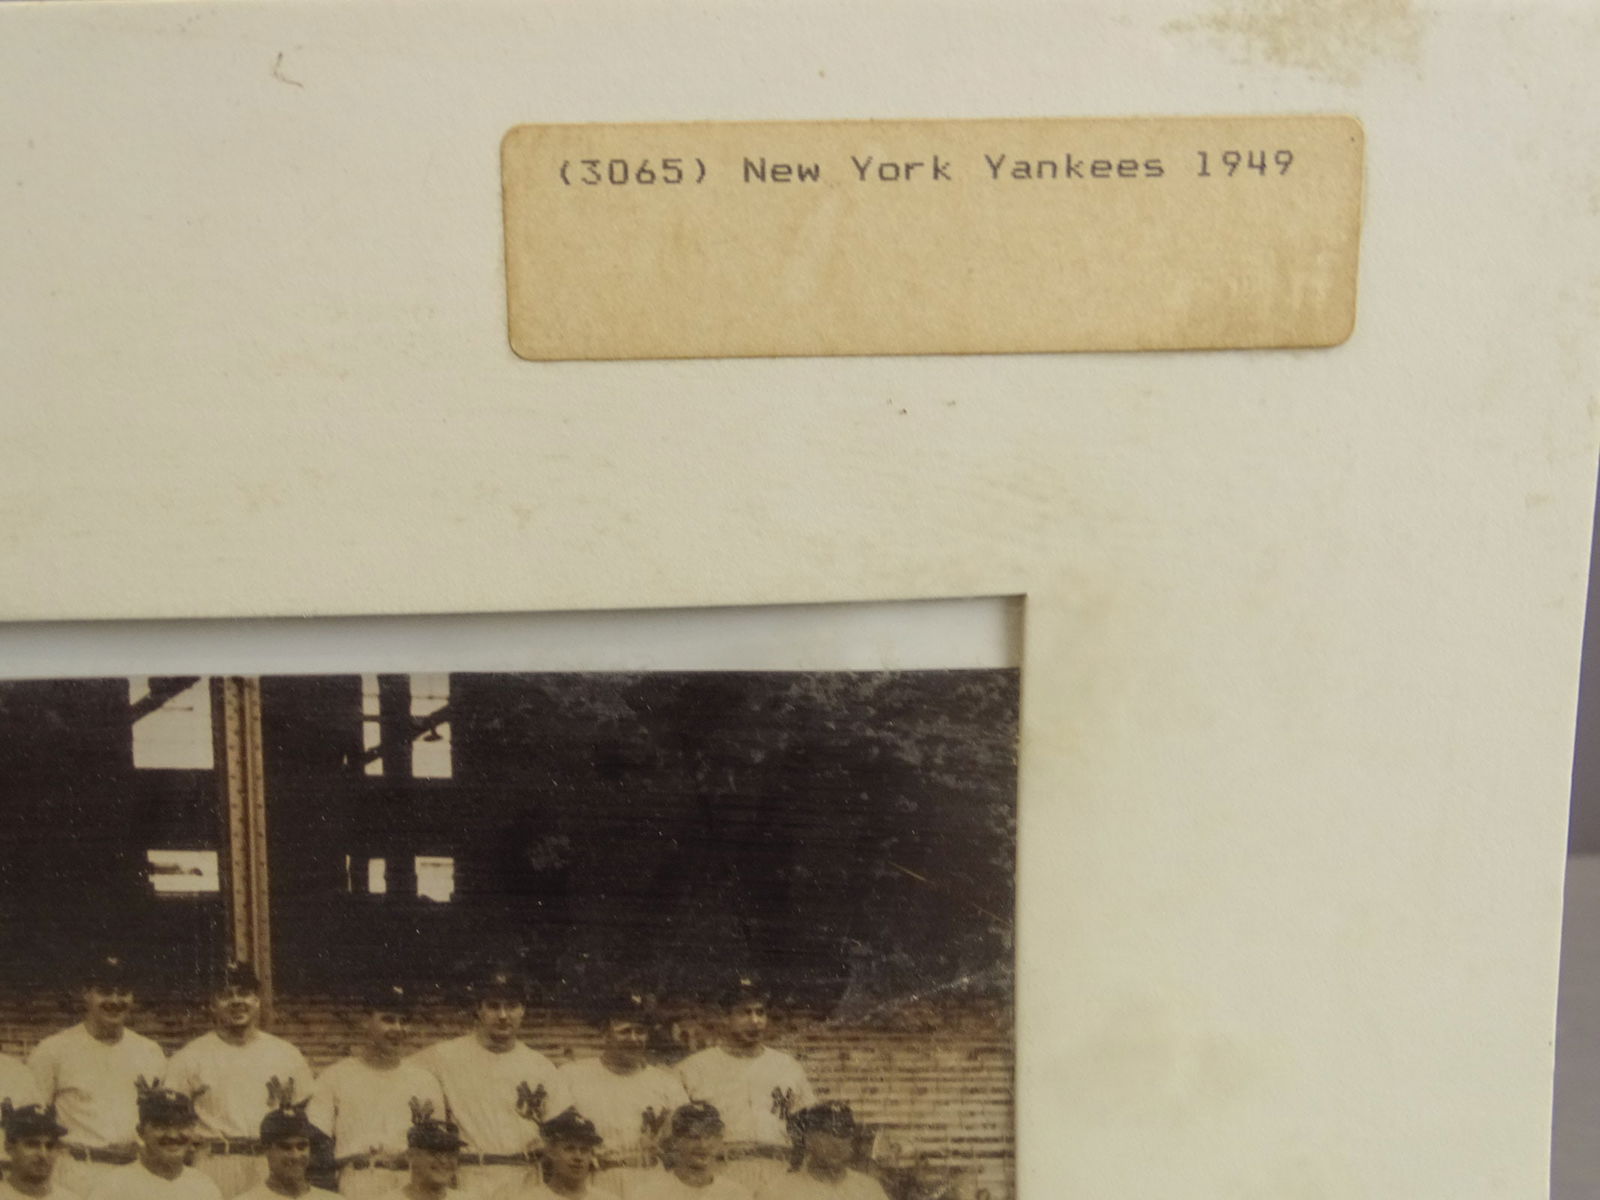 (3065) New York Yankees 1949